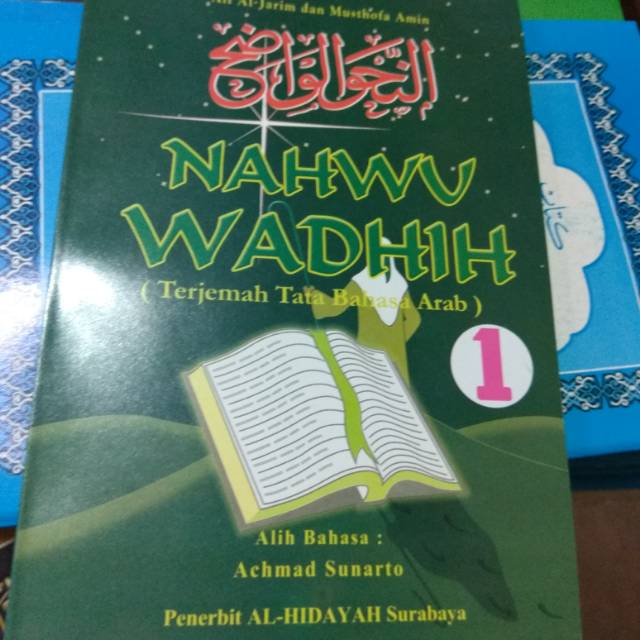 Al-Jarim dan Musthofa Amin
النحو الواضح
NAHWU
WADHIH
( Terjemah Tata Bahasa Arab )
1
Alih Bahasa :
Achmad Sunarto
Penerbit AL-HIDAYAH Surabaya